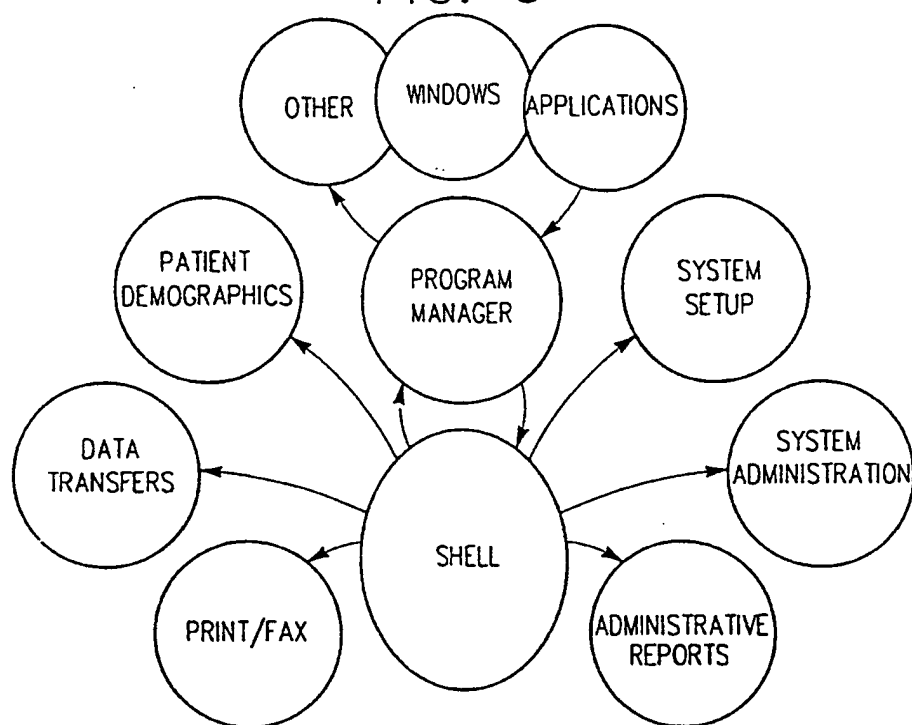 OTHER
WINDOWS
APPLICATIONS
PATIENT
DEMOGRAPHICS
PROGRAM
MANAGER
SYSTEM
SETUP
DATA
TRANSFERS
SYSTEM
ADMINISTRATION
SHELL
PRINT/FAX
ADMINISTRATIVE
REPORTS